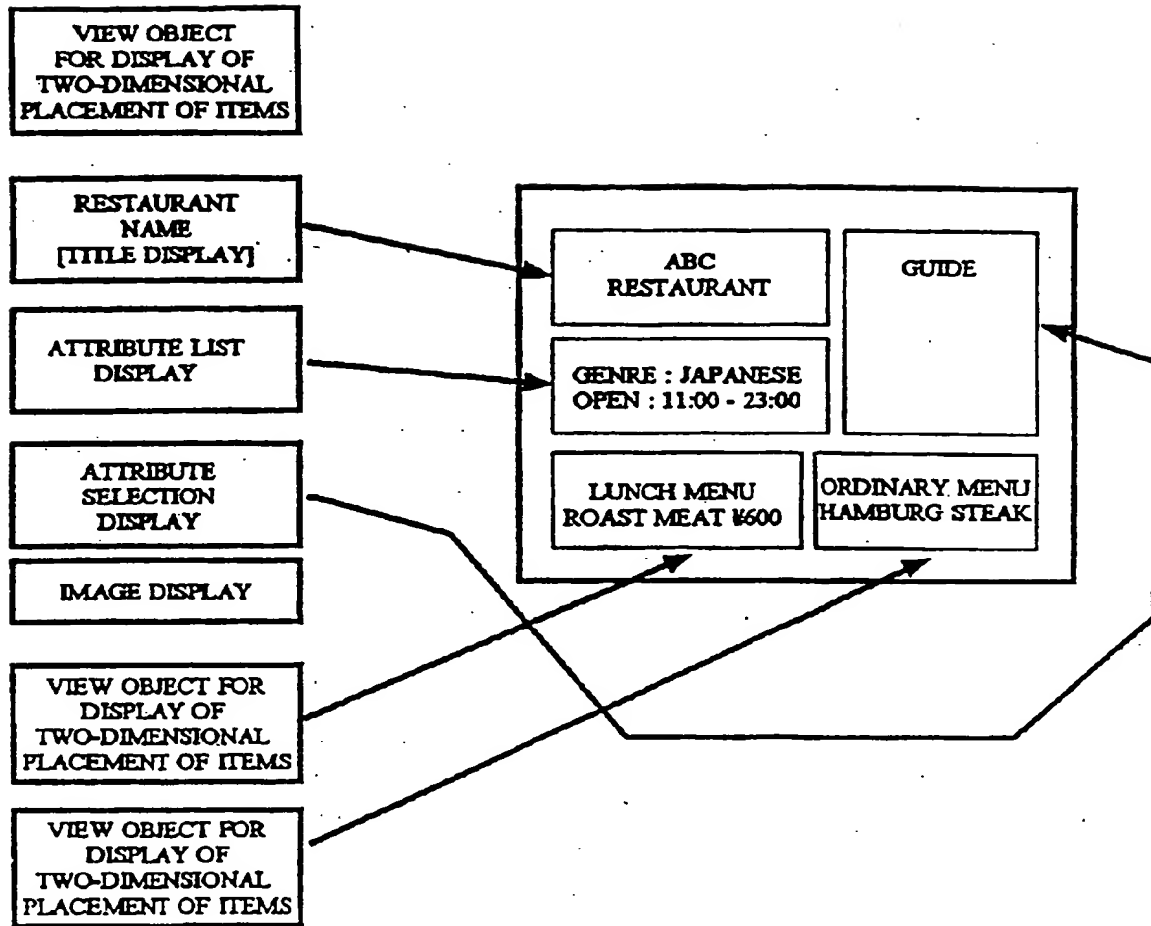 VIEW OBJECT
FOR DISPLAY OF
TWO-DIMENSIONAL
PLACEMENT OF ITEMS
RESTAURANT
NAME
[TITLE DISPLAY]
ATTRIBUTE LIST
DISPLAY
ATTRIBUTE
SELECTION
DISPLAY
IMAGE DISPLAY
VIEW OBJECT FOR
DISPLAY OF
TWO-DIMENSIONAL
PLACEMENT OF ITEMS
VIEW OBJECT FOR
DISPLAY OF
TWO-DIMENSIONAL
PLACEMENT OF ITEMS
ABC
RESTAURANT
GUIDE
GENRE : JAPANESE
OPEN : 11:00 - 23:00
LUNCH MENU
ROAST MEAT ¥600
ORDINARY MENU
HAMBURG STEAK